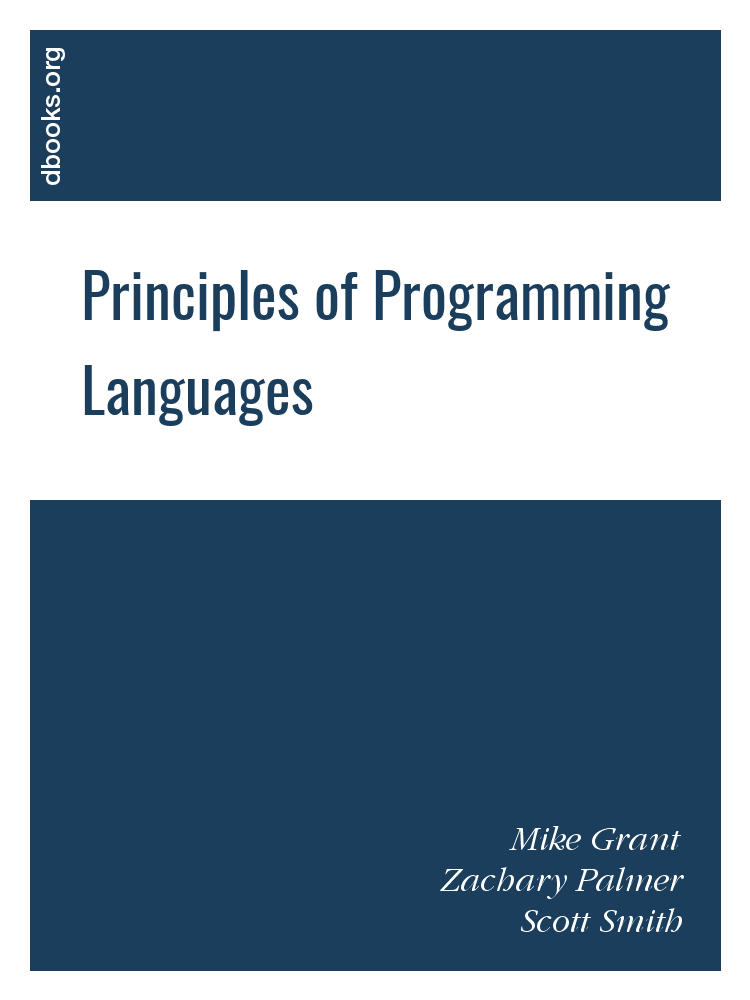 dbooks.org
Principles of Programming
Languages
Mike Grant
Zachary Palmer
Scott Smith